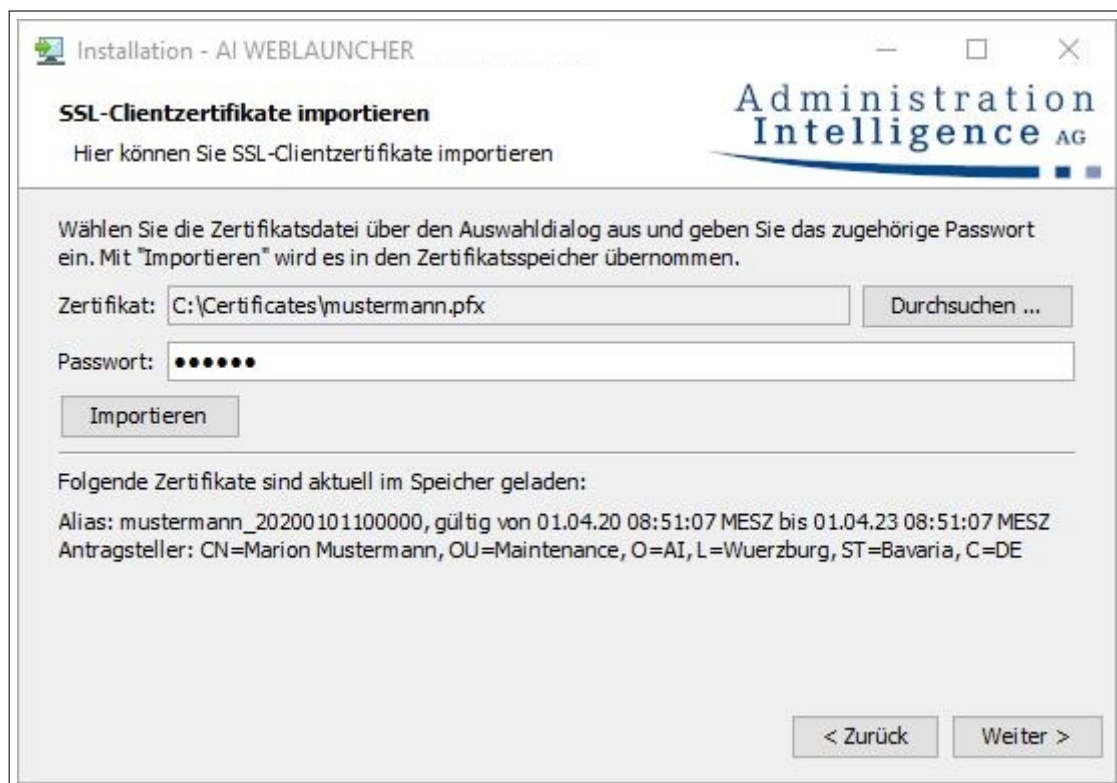 Installation - AI WEBLAUNCHER
SSL-Clientzertifikate importieren
Hier können Sie SSL-Clientzertifikate importieren
Administration
Intelligence AG
Wählen Sie die Zertifikatsdatei über den Auswahldialog aus und geben Sie das zugehörige Passwort
ein. Mit "Importieren" wird es in den Zertifikatsspeicher übernommen.
Zertifikat: C:\Certificates\mustermann.pfx Durchsuchen ...
Passwort: ●●●●●●
Importieren
Folgende Zertifikate sind aktuell im Speicher geladen:
Alias: mustermann_20200101100000, gültig von 01.04.20 08:51:07 MESZ bis 01.04.23 08:51:07 MESZ
Antragsteller: CN=Marion Mustermann, OU=Maintenance, O=AI, L=Wuerzburg, ST=Bavaria, C=DE
< Zurück Weiter >